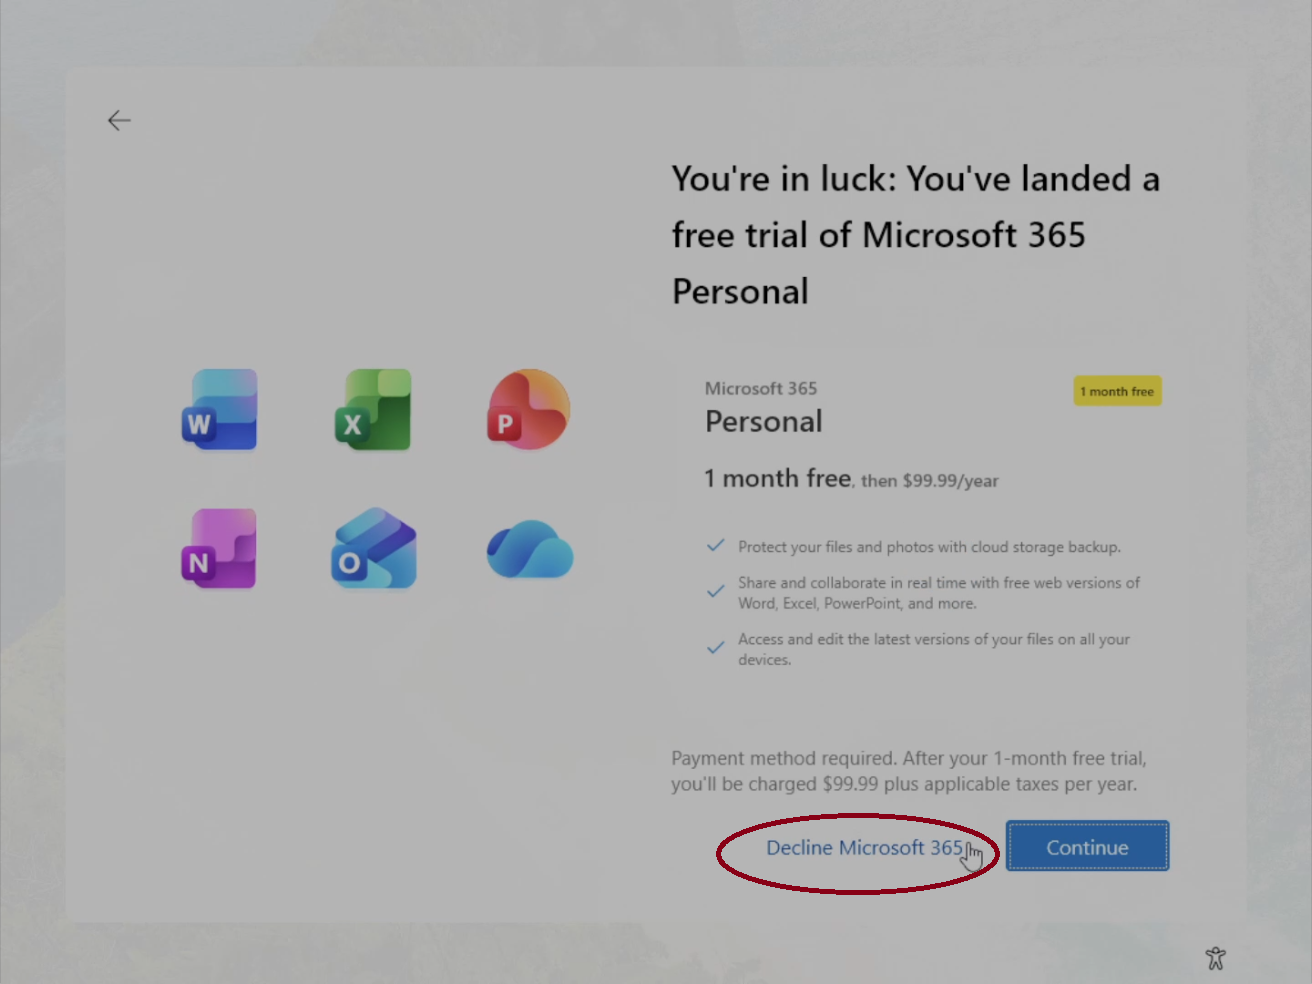 You're in luck: You've landed a
free trial of Microsoft 365
Personal
W
X
P
N
O
Microsoft 365
1 month free
Personal
1 month free, then $99.99/year
Protect your files and photos with cloud storage backup.
Share and collaborate in real time with free web versions of
Word, Excel, PowerPoint, and more.
Access and edit the latest versions of your files on all your
devices.
Payment method required. After your 1-month free trial,
you'll be charged $99.99 plus applicable taxes per year.
Decline Microsoft 365
Continue